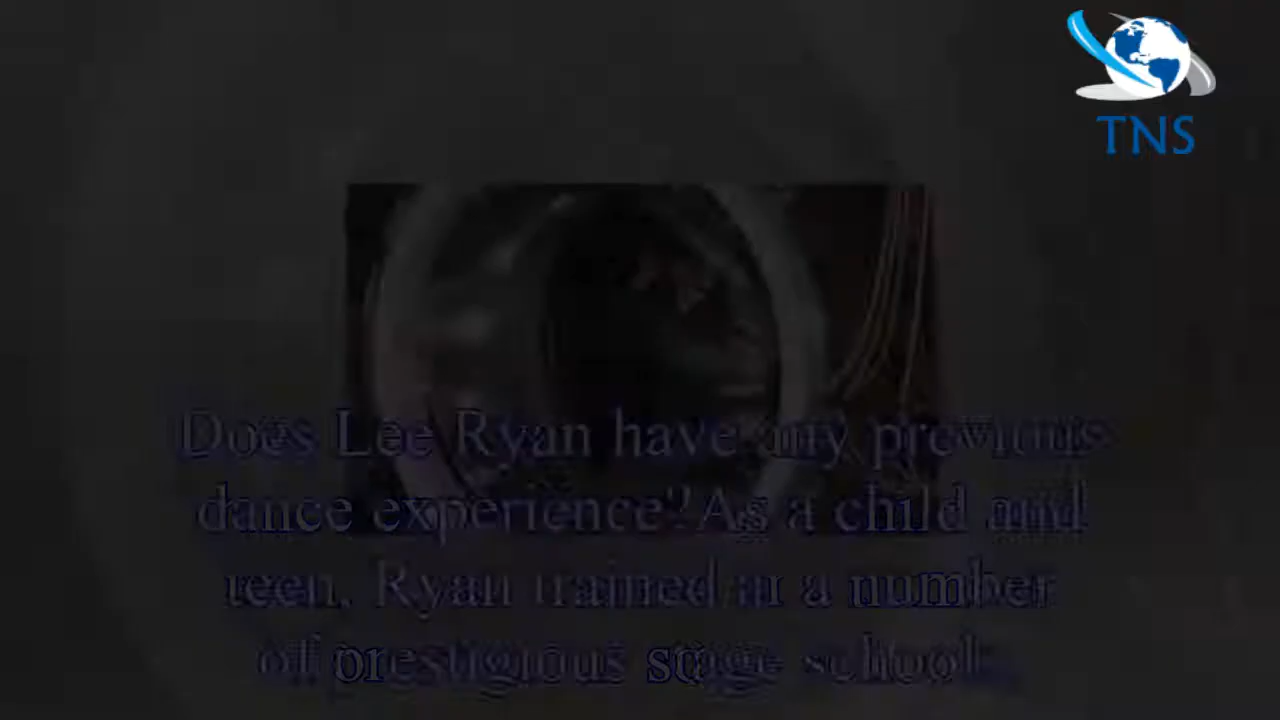 TNS
Does Lee Ryan have any previous
dance experience?As a child and
teen, Ryan trained at a number
of prestigious stage schools,